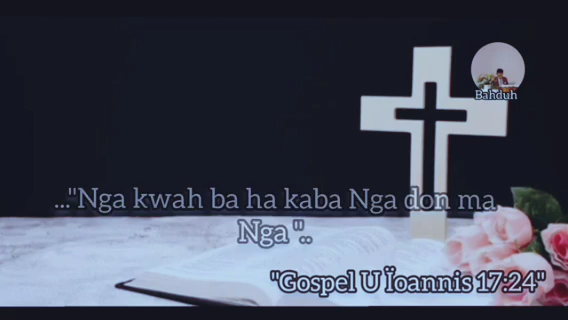 Bahduh
..."Nga kwah ba ha kaba Nga don ma
Nga "..
"Gospel U Ïoannis 17:24"